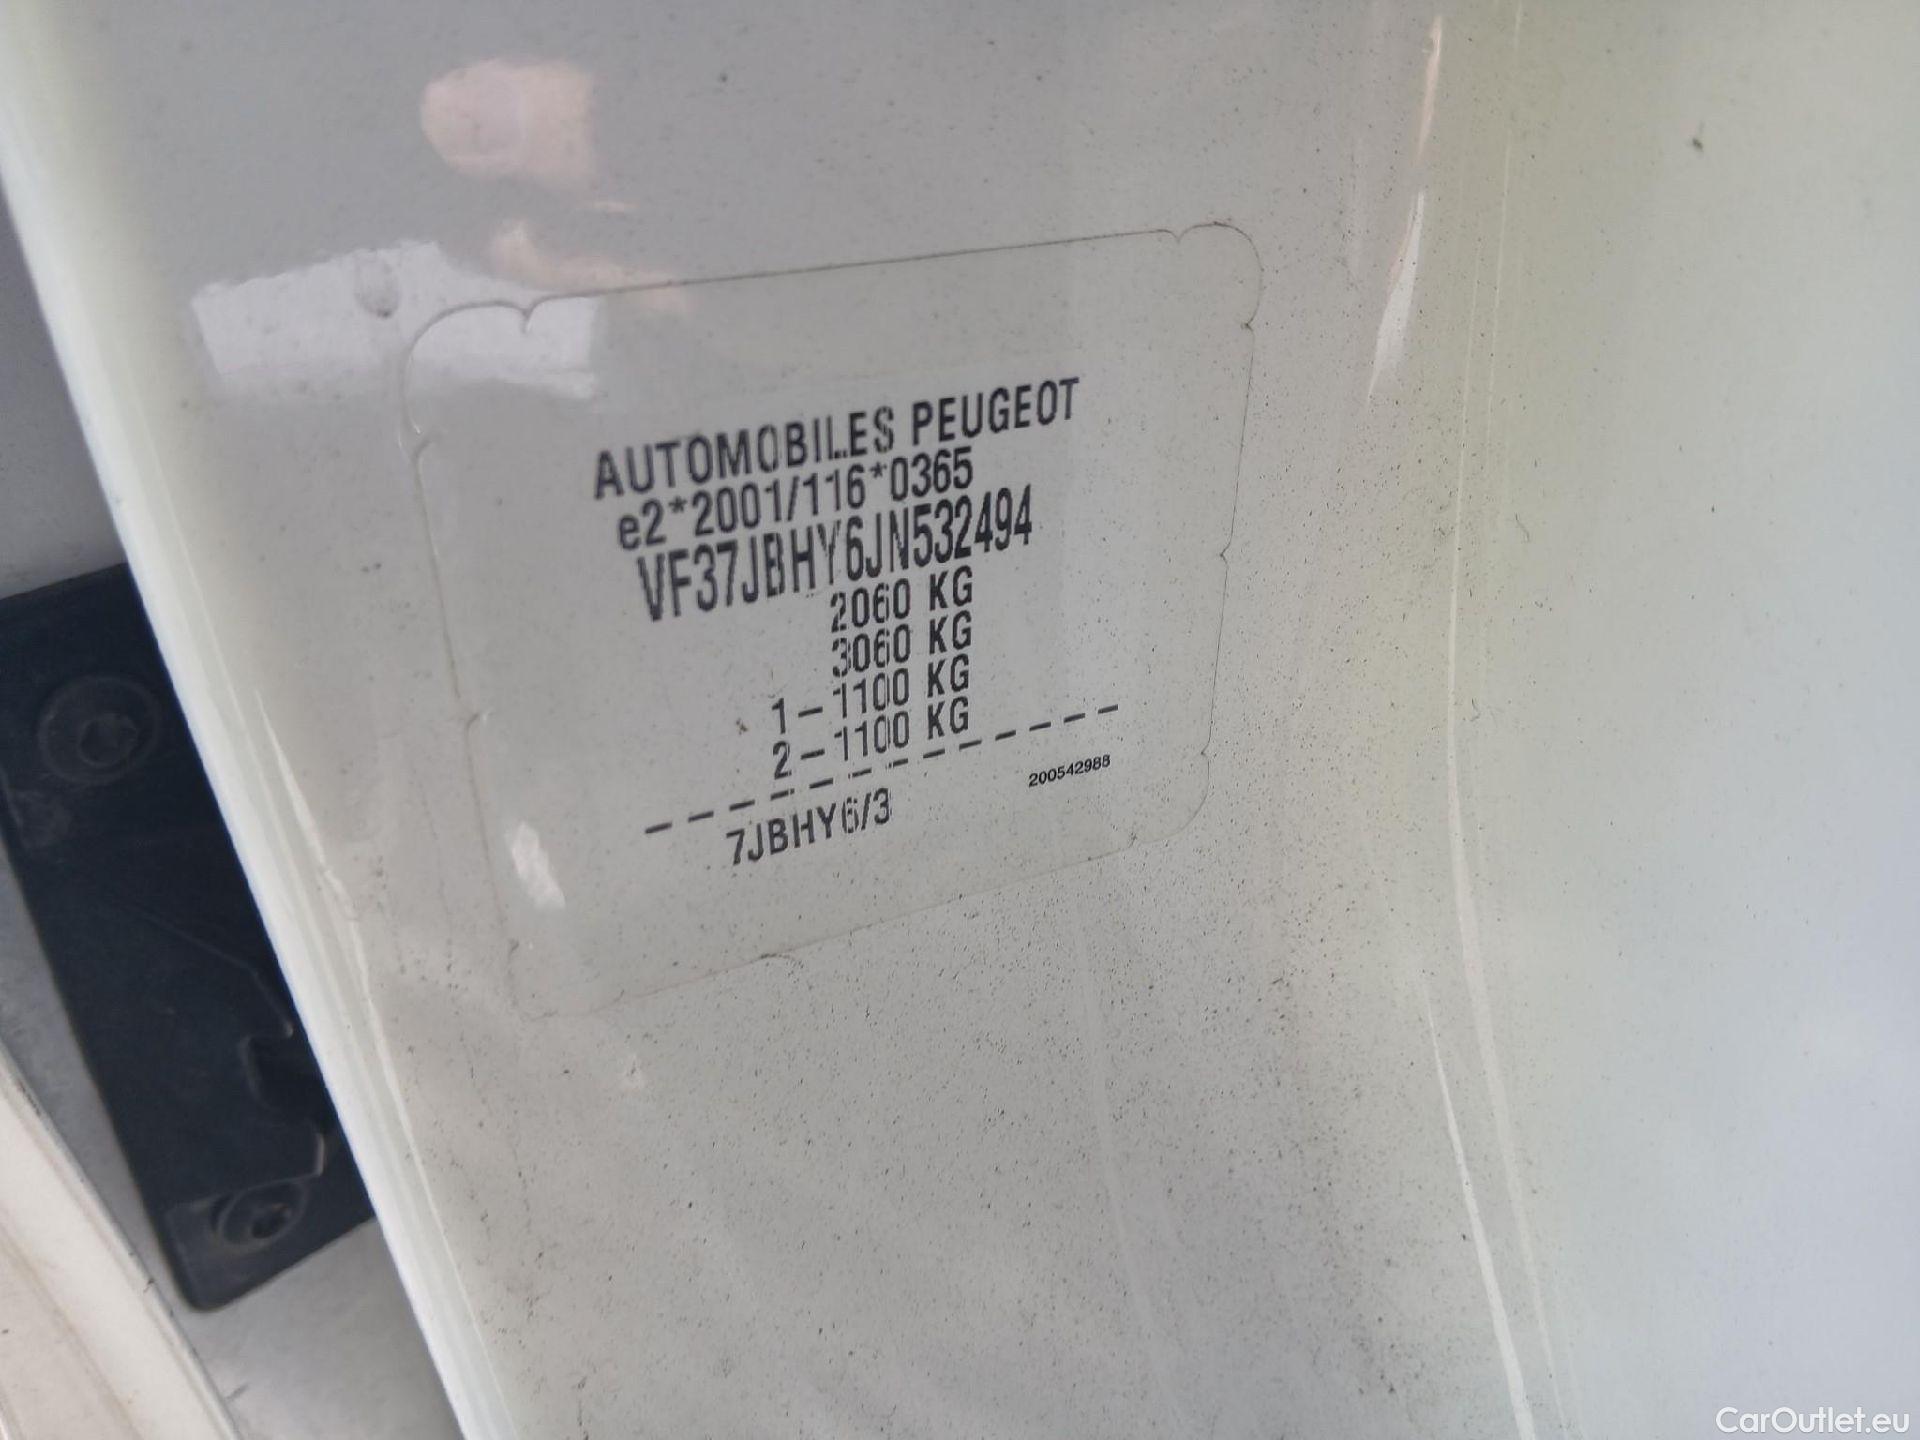 AUTOMOBILES PEUGEOT
e2*2001/116*0365
VF37JBHY6JN532494
2060 KG
3060 KG
1-1100 KG
2-1100 KG
200542988
7JBHY6/3
CarOutlet.eu